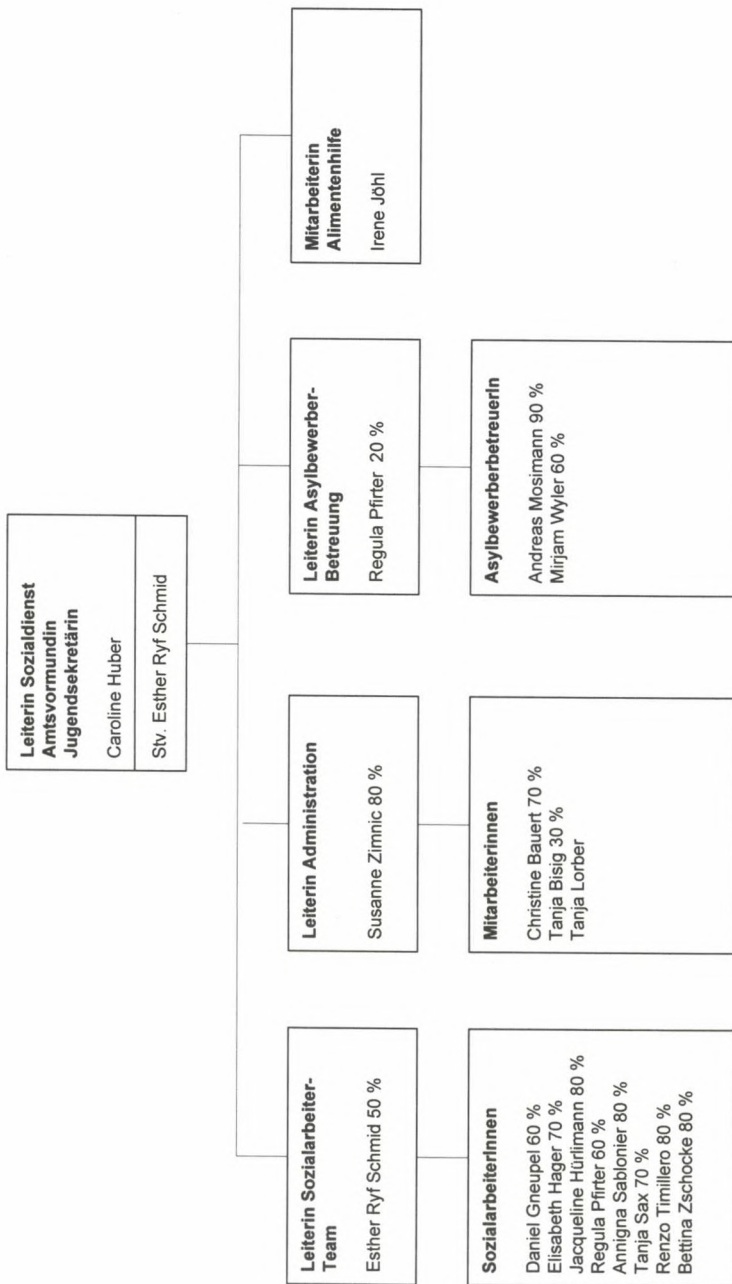 Leiterin Sozialdienst
Amtsvormundin
Jugendsekretärin
Caroline Huber
Stv. Esther Ryf Schmid
Leiterin Sozialarbeiter-
Team
Esther Ryf Schmid 50 %
Leiterin Administration
Susanne Zimnic 80 %
Leiterin Asylbewerber-
Betreuung
Regula Pfirter 20 %
Mitarbeiterin
Alimentenhilfe
Irene Jöhl
SozialarbeiterInnen
Daniel Gneupel 60 %
Elisabeth Hager 70 %
Jacqueline Hürlimann 80 %
Regula Pfirter 60 %
Annigna Sablonier 80 %
Tanja Sax 70 %
Renzo Timillero 80 %
Bettina Zschocke 80 %
Mitarbeiterinnen
Christine Bauert 70 %
Tanja Bisig 30 %
Tanja Lorber
AsylbewerberbetreuerIn
Andreas Mosimann 90 %
Mirjam Wyler 60 %